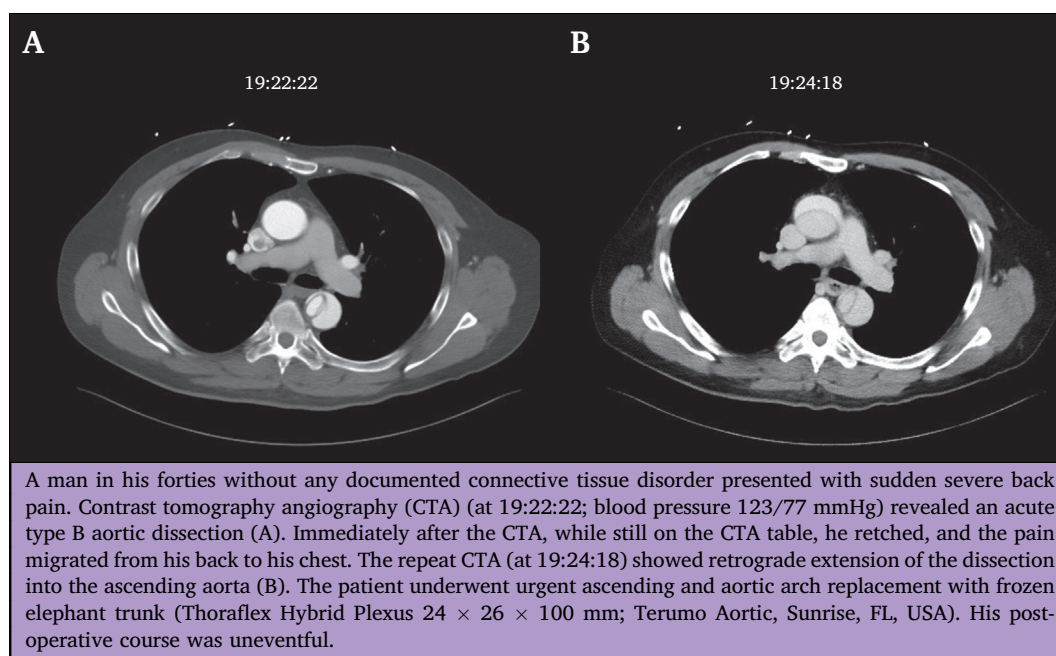 A
B
19:22:22
19:24:18
A man in his forties without any documented connective tissue disorder presented with sudden severe back
pain. Contrast tomography angiography (CTA) (at 19:22:22; blood pressure 123/77 mmHg) revealed an acute
type B aortic dissection (A). Immediately after the CTA, while still on the CTA table, he retched, and the pain
migrated from his back to his chest. The repeat CTA (at 19:24:18) showed retrograde extension of the dissection
into the ascending aorta (B). The patient underwent urgent ascending and aortic arch replacement with frozen
elephant trunk (Thoraflex Hybrid Plexus 24 × 26 × 100 mm; Terumo Aortic, Sunrise, FL, USA). His post-
operative course was uneventful.